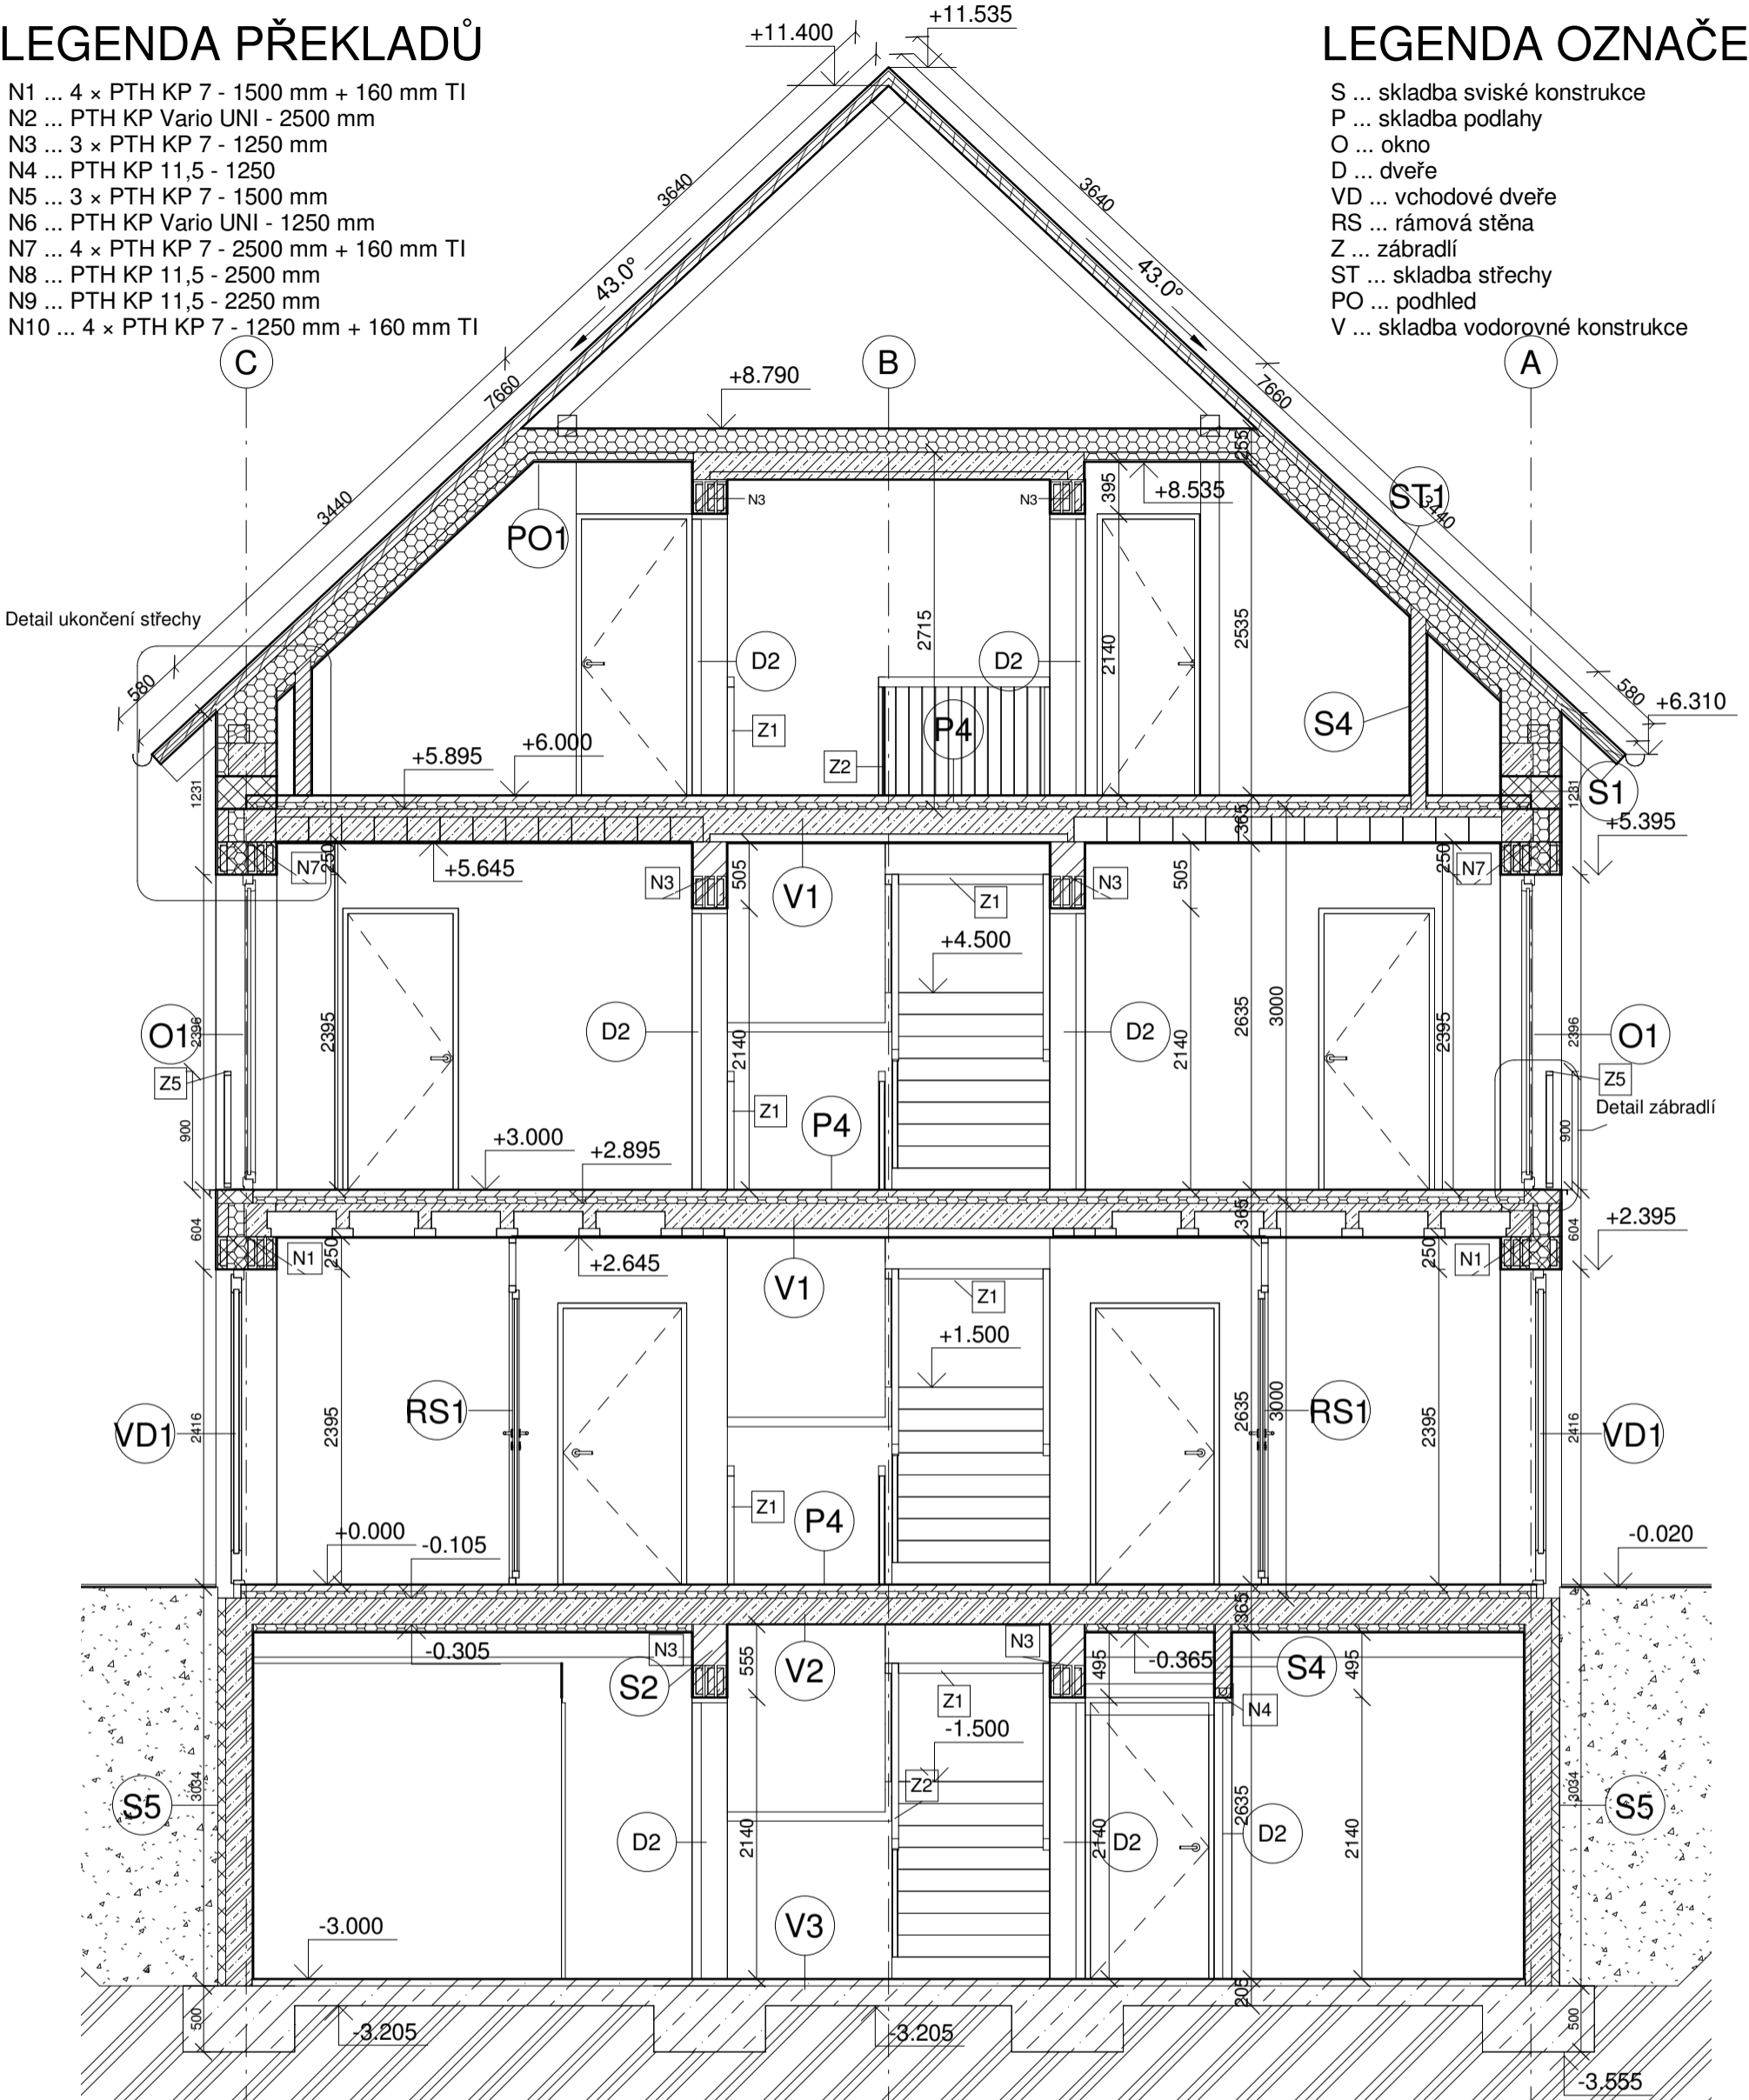 LEGENDA PŘEKLADŮ
N1 ... 4 × PTH KP 7 - 1500 mm + 160 mm TI
N2 ... PTH KP Vario UNI - 2500 mm
N3 ... 3 × PTH KP 7 - 1250 mm
N4 ... PTH KP 11,5 - 1250
N5 ... 3 × PTH KP 7 - 1500 mm
N6 ... PTH KP Vario UNI - 1250 mm
N7 ... 4 × PTH KP 7 - 2500 mm + 160 mm TI
N8 ... PTH KP 11,5 - 2500 mm
N9 ... PTH KP 11,5 - 2250 mm
N10 ... 4 × PTH KP 7 - 1250 mm + 160 mm TI
LEGENDA OZNAČE
S ... skladba sviské konstrukce
P ... skladba podlahy
O ... okno
D ... dveře
VD ... vchodové dveře
RS ... rámová stěna
Z ... zábradlí
ST ... skladba střechy
PO ... podhled
V ... skladba vodorovné konstrukce
+11.400
+11.535
3640
3640
43.0°
43.0°
C
B
A
7660
7660
+8.790
255
3440
3440
ST1
N3
N3
395
+8.535
PO1
Detail ukončení střechy
2715
2535
2140
D2
D2
580
580
+6.310
Z1
P4
S4
Z2
+6.000
+5.895
1231
1231
S1
365
+5.395
N7
250
+5.645
N3
505
V1
Z1
N3
505
250
N7
+4.500
O1
2396
2395
D2
2140
D2
2140
2635
3000
2395
2396
O1
Z5
Z5
Detail zábradlí
900
900
Z1
P4
+3.000
+2.895
604
365
604
+2.395
N1
250
+2.645
V1
Z1
250
N1
+1.500
VD1
2416
2395
RS1
2635
3000
RS1
2395
2416
VD1
Z1
P4
+0.000
-0.105
-0.020
365
-0.305
N3
S2
555
V2
N3
495
-0.365
S4
495
Z1
N4
-1.500
Z2
S5
3034
3034
S5
D2
2140
2140
D2
2635
D2
2140
-3.000
V3
205
500
-3.205
-3.205
500
-3.555